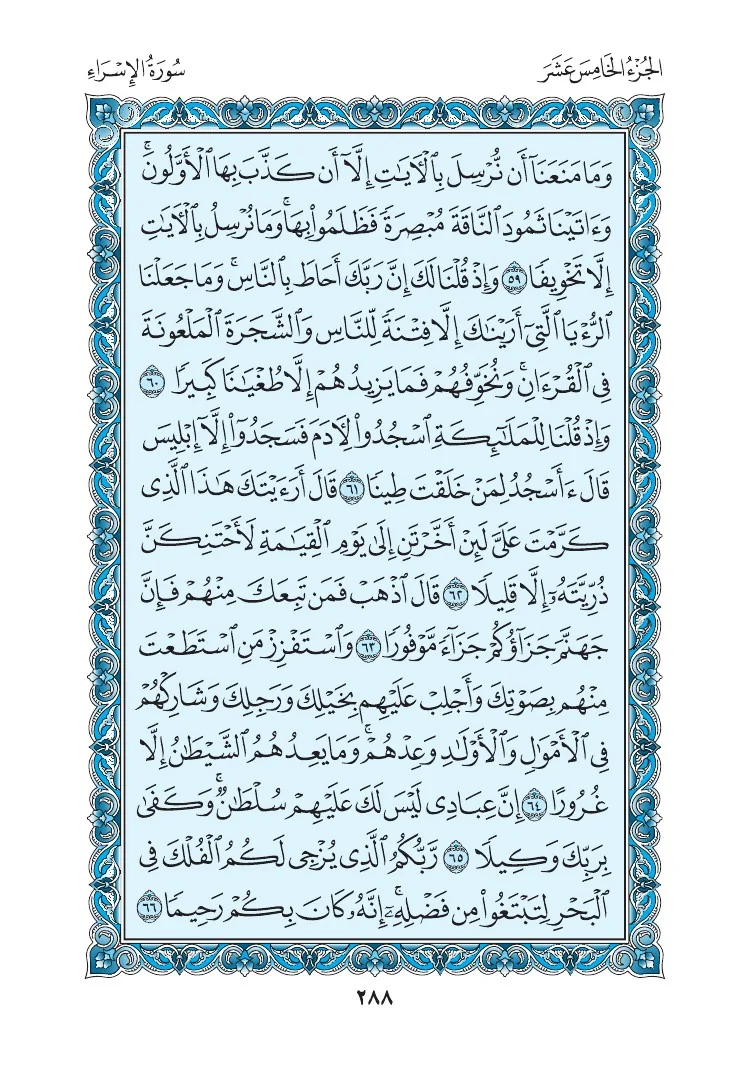 الجُزْءُ الخَامِسَ عَشَرَ
سُورَةُ الإِسْرَاءِ
وَمَا مَنَعَنَآ أَن نُّرْسِلَ بِٱلْأَيَٰتِ إِلَّآ أَن كَذَّبَ بِهَا ٱلْأَوَّلُونَۚ
وَءَاتَيْنَا ثَمُودَ ٱلنَّاقَةَ مُبْصِرَةً فَظَلَمُوا۟ بِهَاۚ وَمَا نُرْسِلُ بِٱلْأَيَٰتِ
إِلَّا تَخْوِيفًا ٥٩ وَإِذْ قُلْنَا لَكَ إِنَّ رَبَّكَ أَحَاطَ بِٱلنَّاسِۚ وَمَا جَعَلْنَا
ٱلرُّءْيَا ٱلَّتِىٓ أَرَيْنَٰكَ إِلَّا فِتْنَةً لِّلنَّاسِ وَٱلشَّجَرَةَ ٱلْمَلْعُونَةَ
فِى ٱلْقُرْءَانِۚ وَنُخَوِّفُهُمْ فَمَا يَزِيدُهُمْ إِلَّا طُغْيَٰنًا كَبِيرًا ٦٠
وَإِذْ قُلْنَا لِلْمَلَٰٓئِكَةِ ٱسْجُدُوا۟ لِأَدَمَ فَسَجَدُوٓا۟ إِلَّآ إِبْلِيسَ
قَالَ ءَأَسْجُدُ لِمَنْ خَلَقْتَ طِينًا ٦١ قَالَ أَرَءَيْتَكَ هَٰذَا ٱلَّذِى
كَرَّمْتَ عَلَىَّ لَئِنْ أَخَّرْتَنِ إِلَىٰ يَوْمِ ٱلْقِيَٰمَةِ لَأَحْتَنِكَنَّ
ذُرِّيَّتَهُۥٓ إِلَّا قَلِيلًا ٦٢ قَالَ ٱذْهَبْ فَمَن تَبِعَكَ مِنْهُمْ فَإِنَّ
جَهَنَّمَ جَزَآؤُكُمْ جَزَآءً مَّوْفُورًا ٦٣ وَٱسْتَفْزِزْ مَنِ ٱسْتَطَعْتَ
مِنْهُم بِصَوْتِكَ وَأَجْلِبْ عَلَيْهِم بِخَيْلِكَ وَرَجِلِكَ وَشَارِكْهُمْ
فِى ٱلْأَمْوَٰلِ وَٱلْأَوْلَٰدِ وَعِدْهُمْۚ وَمَا يَعِدُهُمُ ٱلشَّيْطَٰنُ إِلَّا
غُرُورًا ٦٤ إِنَّ عِبَادِى لَيْسَ لَكَ عَلَيْهِمْ سُلْطَٰنٌۚ وَكَفَىٰ
بِرَبِّكَ وَكِيلًا ٦٥ رَّبُّكُمُ ٱلَّذِى يُزْجِى لَكُمُ ٱلْفُلْكَ فِى
ٱلْبَحْرِ لِتَبْتَغُوا۟ مِن فَضْلِهِۦٓۚ إِنَّهُۥ كَانَ بِكُمْ رَحِيمًا ٦٦
٢٨٨